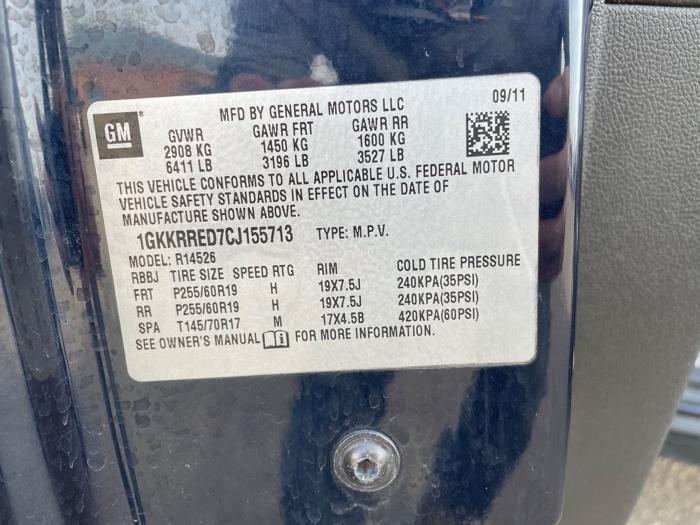 GM
MFD BY GENERAL MOTORS LLC 09/11
GVWR GAWR FRT GAWR RR
2908 KG 1450 KG 1600 KG
6411 LB 3196 LB 3527 LB
THIS VEHICLE CONFORMS TO ALL APPLICABLE U.S. FEDERAL MOTOR
VEHICLE SAFETY STANDARDS IN EFFECT ON THE DATE OF
MANUFACTURE SHOWN ABOVE.
1GKKRRED7CJ155713 TYPE: M.P.V.
MODEL: R14526
RBBJ TIRE SIZE SPEED RTG RIM COLD TIRE PRESSURE
FRT P255/60R19 H 19X7.5J 240KPA(35PSI)
RR P255/60R19 H 19X7.5J 240KPA(35PSI)
SPA T145/70R17 M 17X4.5B 420KPA(60PSI)
SEE OWNER'S MANUAL FOR MORE INFORMATION.